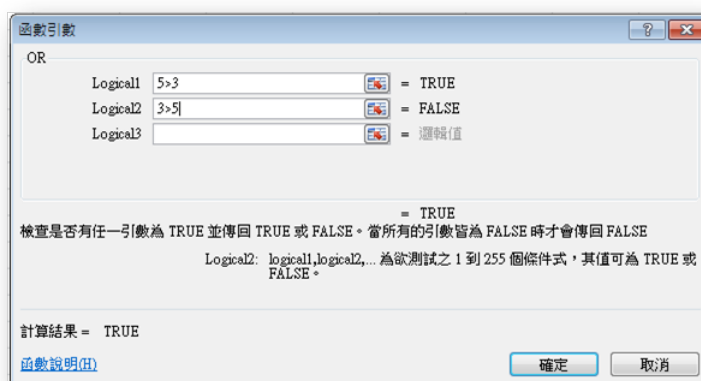 函數引數
OR
Logical1 5>3 = TRUE
Logical2 3>5 = FALSE
Logical3 = 邏輯值
= TRUE
檢查是否有任一引數為 TRUE 並傳回 TRUE 或 FALSE。當所有的引數皆為 FALSE 時才會傳回 FALSE
Logical2: logical1,logical2,... 為欲測試之 1 到 255 個條件式，其值可為 TRUE 或
FALSE。
計算結果 = TRUE
函數說明(H) 確定 取消